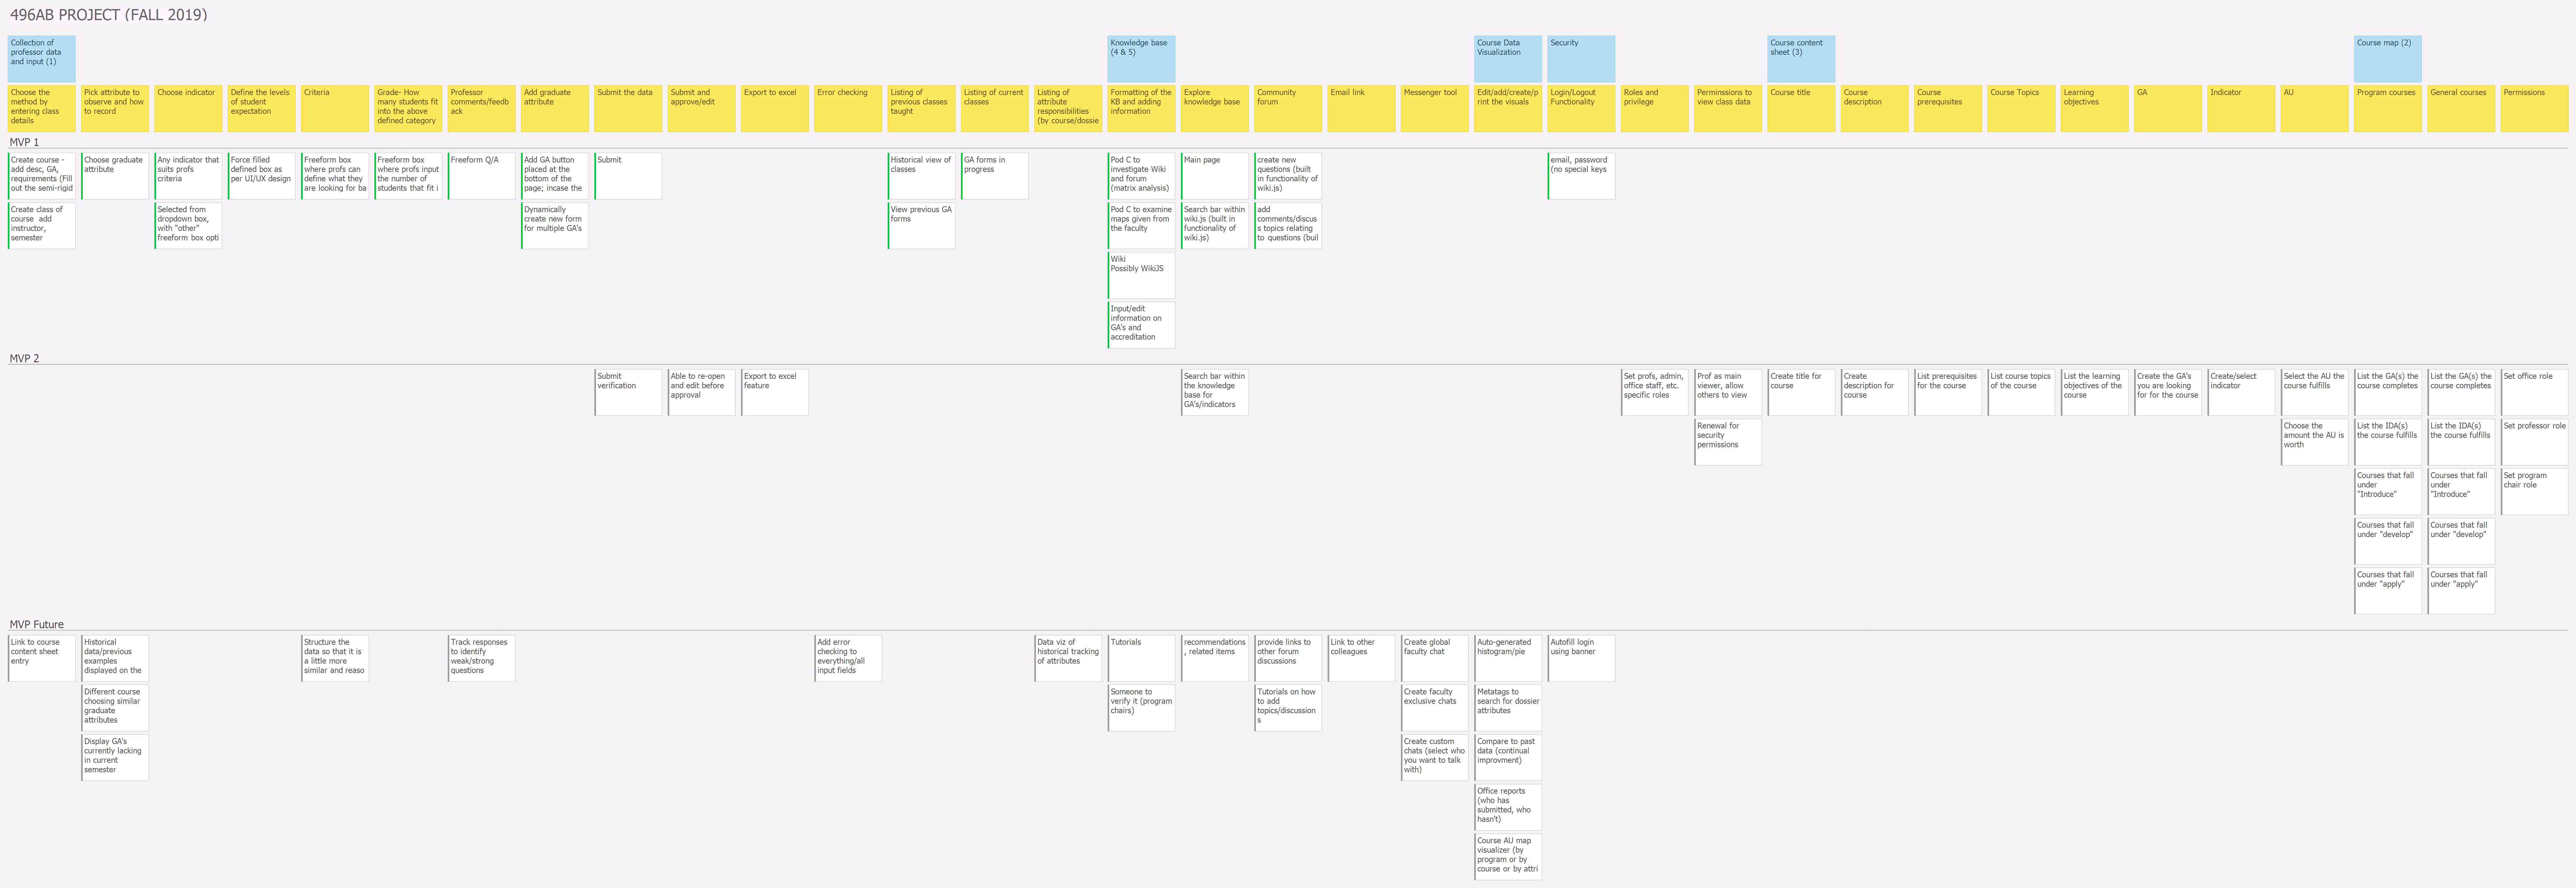 496AB PROJECT (FALL 2019)
Collection of
professor data
and input (1)
Knowledge base
(4 & 5)
Course Data
Visualization
Security
Course content
sheet (3)
Course map (2)
Choose the
method by
entering class
details
Pick attribute to
observe and how
to record
Choose indicator
Define the levels
of student
expectation
Criteria
Grade- How
many students fit
into the above
defined category
Professor
comments/feedb
ack
Add graduate
attribute
Submit the data
Submit and
approve/edit
Export to excel
Error checking
Listing of
previous classes
taught
Listing of current
classes
Listing of
attribute
responsibilities
(by course/dossie
Formatting of the
KB and adding
information
Explore
knowledge base
Community
forum
Email link
Messenger tool
Edit/add/create/p
rint the visuals
Login/Logout
Functionality
Roles and
privilege
Perminssions to
view class data
Course title
Course
description
Course
prerequisites
Course Topics
Learning
objectives
GA
Indicator
AU
Program courses
General courses
Permissions
MVP 1
Create course -
add desc, GA,
requirements (Fill
out the semi-rigid
Choose graduate
attribute
Any indicator that
suits profs
criteria
Force filled
defined box as
per UI/UX design
Freeform box
where profs can
define what they
are looking for ba
Freeform box
where profs input
the number of
students that fit i
Freeform Q/A
Add GA button
placed at the
bottom of the
page; incase the
Submit
Historical view of
classes
GA forms in
progress
Pod C to
investigate Wiki
and forum
(matrix analysis)
Main page
create new
questions (built
in functionality of
wiki.js)
email, password
(no special keys
Create class of
course add
instructor,
semester
Selected from
dropdown box,
with "other"
freeform box opti
Dynamically
create new form
for multiple GA's
View previous GA
forms
Pod C to examine
maps given from
the faculty
Search bar within
wiki.js (built in
functionality of
wiki.js)
add
comments/discus
s topics relating
to questions (buil
Wiki
Possibly WikiJS
Input/edit
information on
GA's and
accreditation
MVP 2
Submit
verification
Able to re-open
and edit before
approval
Export to excel
feature
Search bar within
the knowledge
base for
GA's/indicators
Set profs, admin,
office staff, etc.
specific roles
Prof as main
viewer, allow
others to view
Create title for
course
Create
description for
course
List prerequisites
for the course
List course topics
of the course
List the learning
objectives of the
course
Create the GA's
you are looking
for for the course
Create/select
indicator
Select the AU the
course fulfills
List the GA(s) the
course completes
List the GA(s) the
course completes
Set office role
Renewal for
security
permissions
Choose the
amount the AU is
worth
List the IDA(s)
the course fulfills
List the IDA(s)
the course fulfills
Set professor role
Courses that fall
under
"Introduce"
Courses that fall
under
"Introduce"
Set program
chair role
Courses that fall
under "develop"
Courses that fall
under "develop"
Courses that fall
under "apply"
Courses that fall
under "apply"
MVP Future
Link to course
content sheet
entry
Historical
data/previous
examples
displayed on the
Structure the
data so that it is
a little more
similar and reaso
Track responses
to identify
weak/strong
questions
Add error
checking to
everything/all
input fields
Data viz of
historical tracking
of attributes
Tutorials
recommendations
, related items
provide links to
other forum
discussions
Link to other
colleagues
Create global
faculty chat
Auto-generated
histogram/pie
Autofill login
using banner
Different course
choosing similar
graduate
attributes
Someone to
verify it (program
chairs)
Tutorials on how
to add
topics/discussion
s
Create faculty
exclusive chats
Metatags to
search for dossier
attributes
Display GA's
currently lacking
in current
semester
Create custom
chats (select who
you want to talk
with)
Compare to past
data (continual
improvment)
Office reports
(who has
submitted, who
hasn't)
Course AU map
visualizer (by
program or by
course or by attri